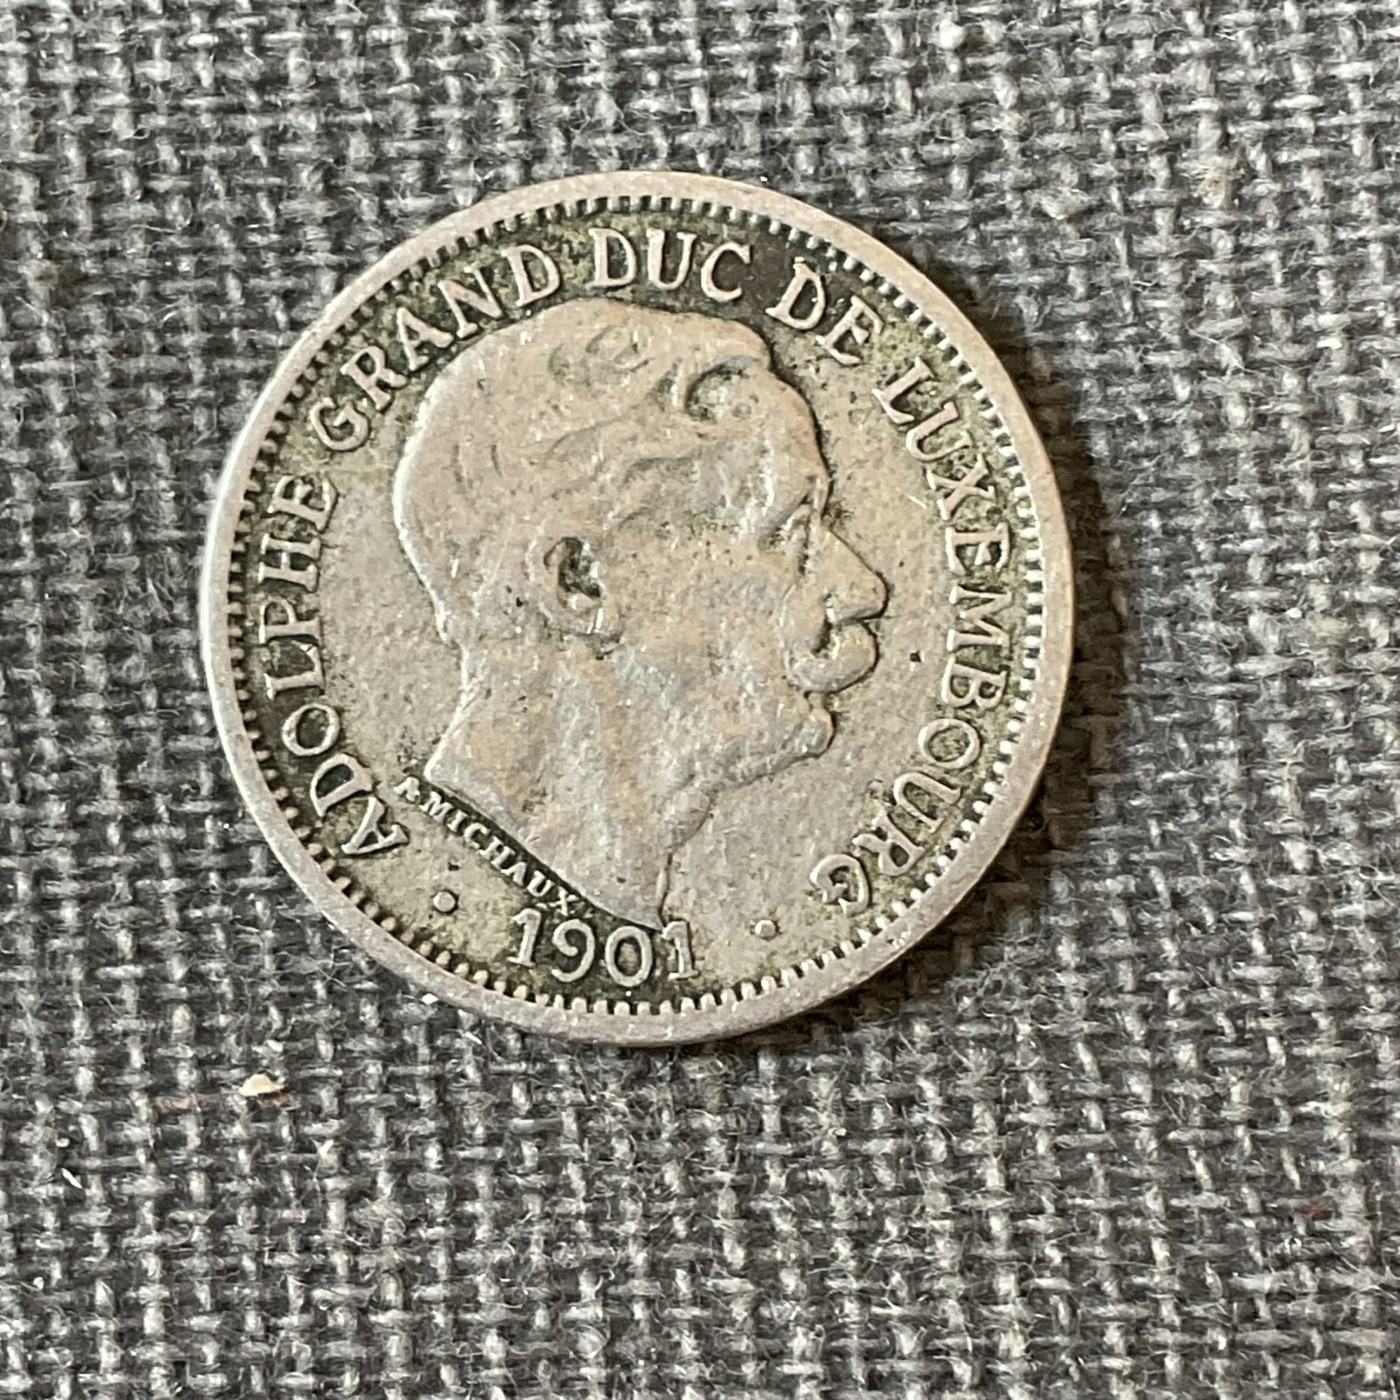 ADOLPHE GRAND DUC DE LUXEMBOURG
A MICHAUX
· 1901 ·